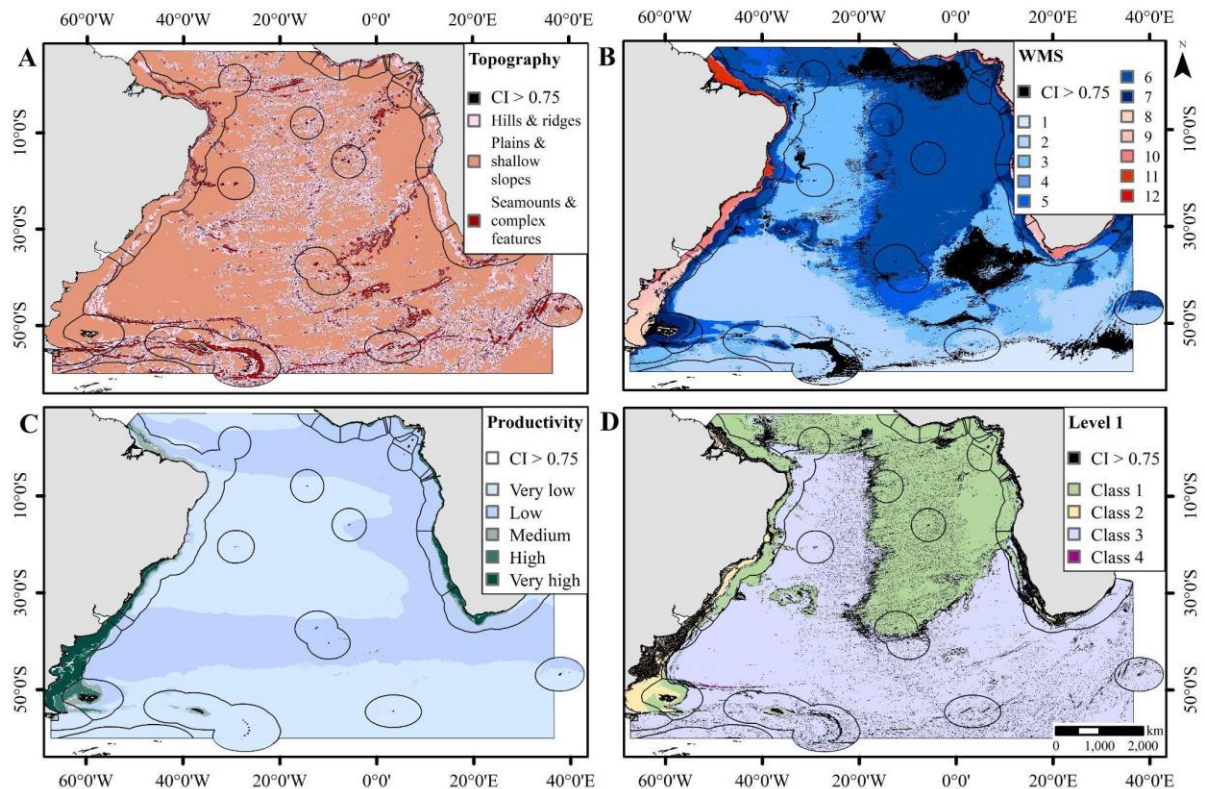 60°0'W 40°0'W 20°0'W 0°0' 20°0'E 40°0'E
60°0'W 40°0'W 20°0'W 0°0' 20°0'E 40°0'E
A
Topography
CI > 0.75
Hills & ridges
Plains &
shallow
slopes
Seamounts &
complex
features
10°0'S
30°0'S
50°0'S
B
WMS
CI > 0.75
1
2
3
4
5
6
7
8
9
10
11
12
N
10°0'S
30°0'S
50°0'S
C
Productivity
CI > 0.75
Very low
Low
Medium
High
Very high
10°0'S
30°0'S
50°0'S
D
Level 1
CI > 0.75
Class 1
Class 2
Class 3
Class 4
10°0'S
30°0'S
50°0'S
km
0 1,000 2,000
60°0'W 40°0'W 20°0'W 0°0' 20°0'E 40°0'E
60°0'W 40°0'W 20°0'W 0°0' 20°0'E 40°0'E